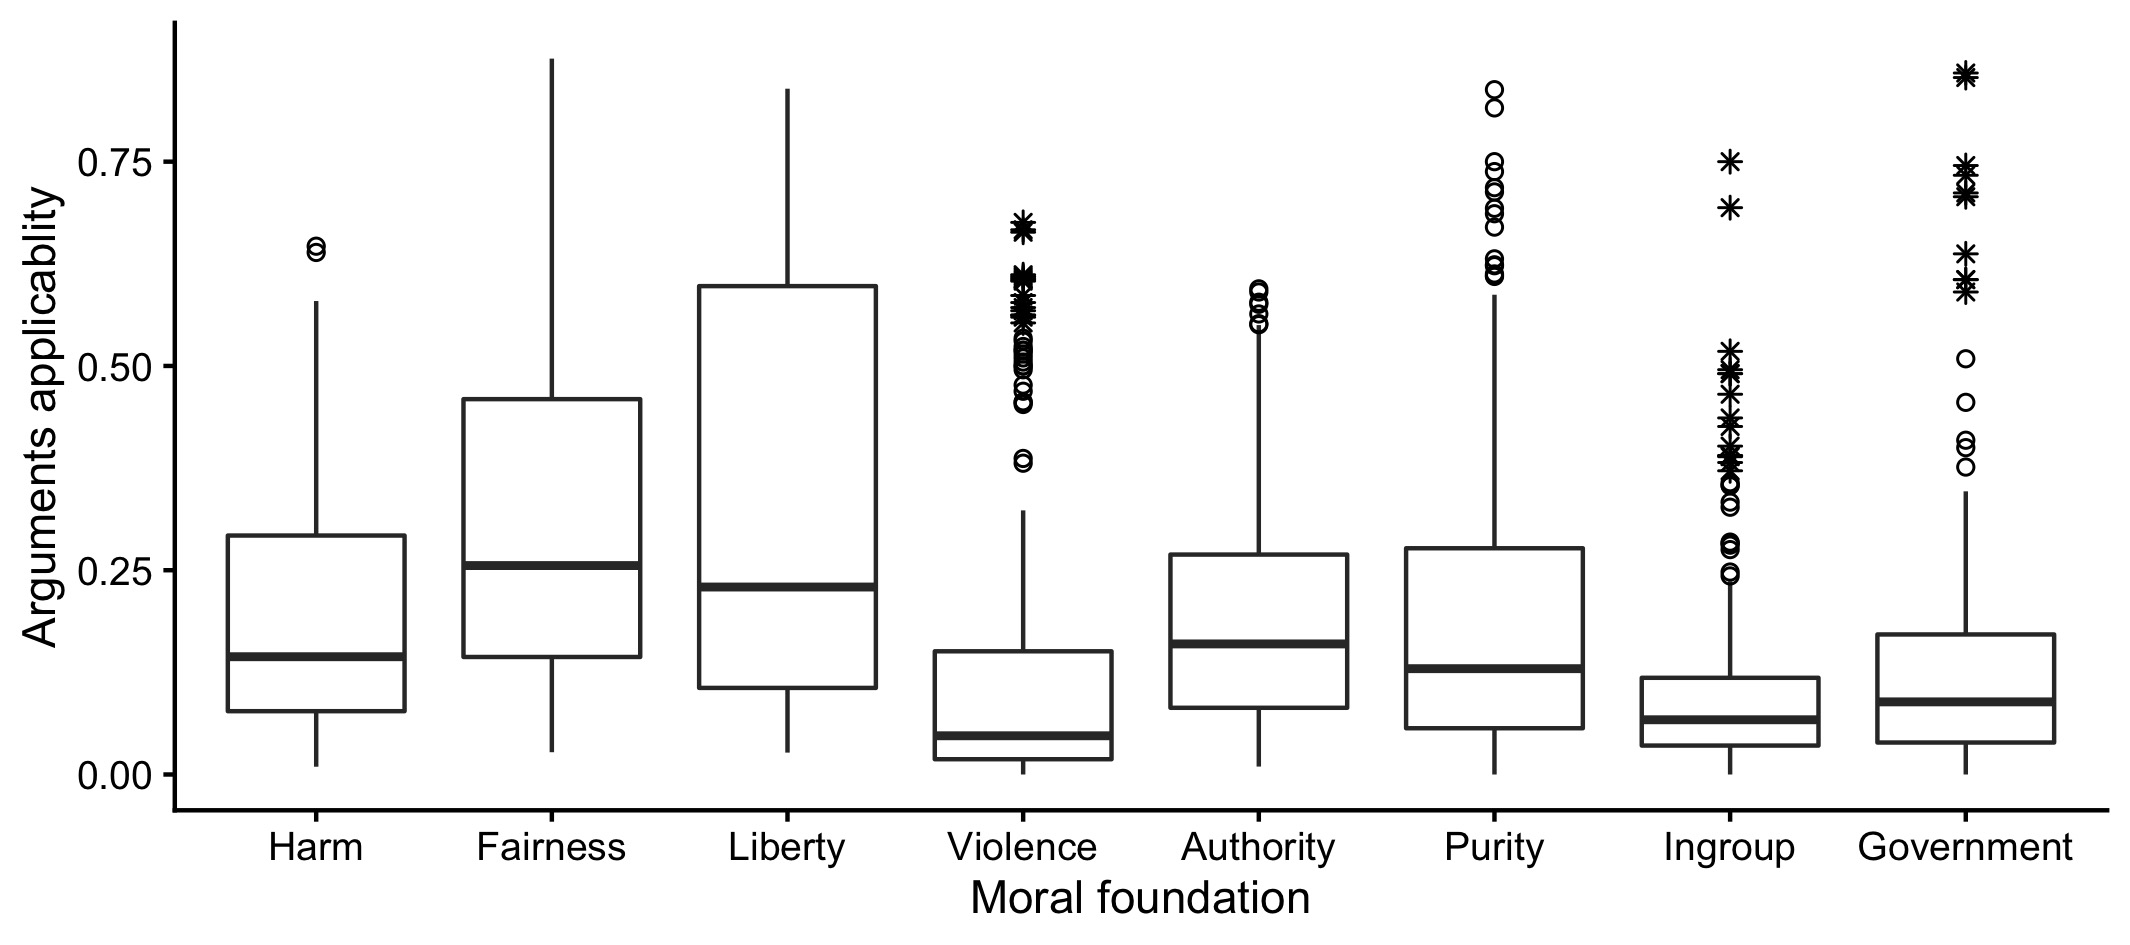 Arguments applicablity
0.75
0.50
0.25
0.00
Harm Fairness Liberty Violence Authority Purity Ingroup Government
Moral foundation